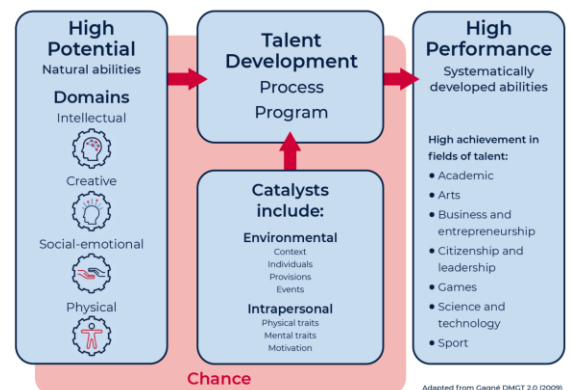 High
Potential
Natural abilities
Domains
Intellectual
Creative
Social-emotional
Physical
Talent
Development
Process
Program
Catalysts
include:
Environmental
Context
Individuals
Provisions
Events
Intrapersonal
Physical traits
Mental traits
Motivation
Chance
High
Performance
Systematically
developed abilities
High achievement in
fields of talent:
• Academic
• Arts
• Business and
entrepreneurship
• Citizenship and
leadership
• Games
• Science and
technology
• Sport
Adapted from Gagné DMGT 2.0 (2009)